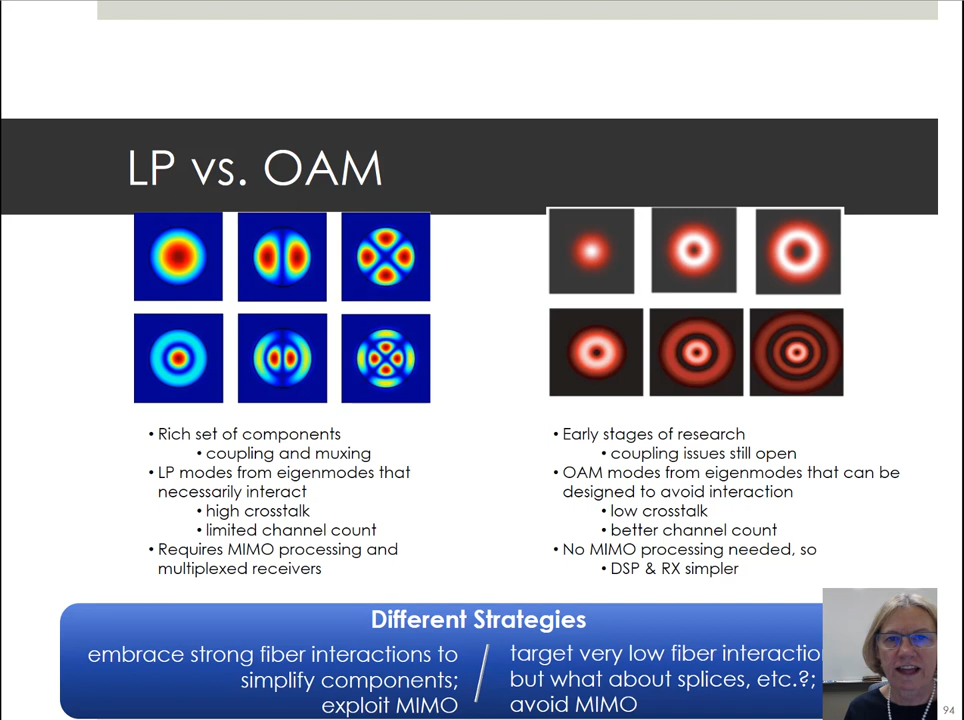 LP vs. OAM
• Rich set of components
• coupling and muxing
• LP modes from eigenmodes that
necessarily interact
• high crosstalk
• limited channel count
• Requires MIMO processing and
multiplexed receivers
• Early stages of research
• coupling issues still open
• OAM modes from eigenmodes that can be
designed to avoid interaction
• low crosstalk
• better channel count
• No MIMO processing needed, so
• DSP & RX simpler
Different Strategies
embrace strong fiber interactions to
simplify components;
exploit MIMO
/
target very low fiber
but what about splices, etc.?;
avoid MIMO
94